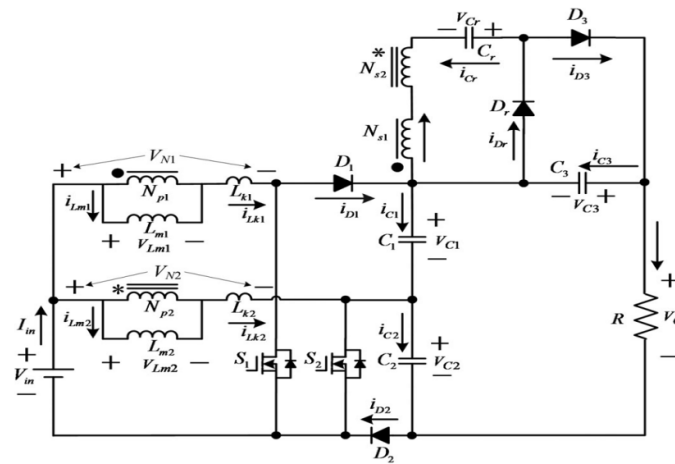 v_Cr
D_3
*
C_r
N_s2
i_Cr
i_D3
D_r
N_s1
i_Dr
V_N1
D_1
C_3
i_C3
N_p1
L_k1
V_C3
i_Lm1
i_Lk1
i_D1
i_C1
L_m1
V_Lm1
C_1
V_C1
V_N2
*
N_p2
L_k2
I_in
i_Lm2
i_Lk2
i_C2
R
L_m2
S_1
S_2
C_2
V_C2
V_in
V_Lm2
i_D2
D_2